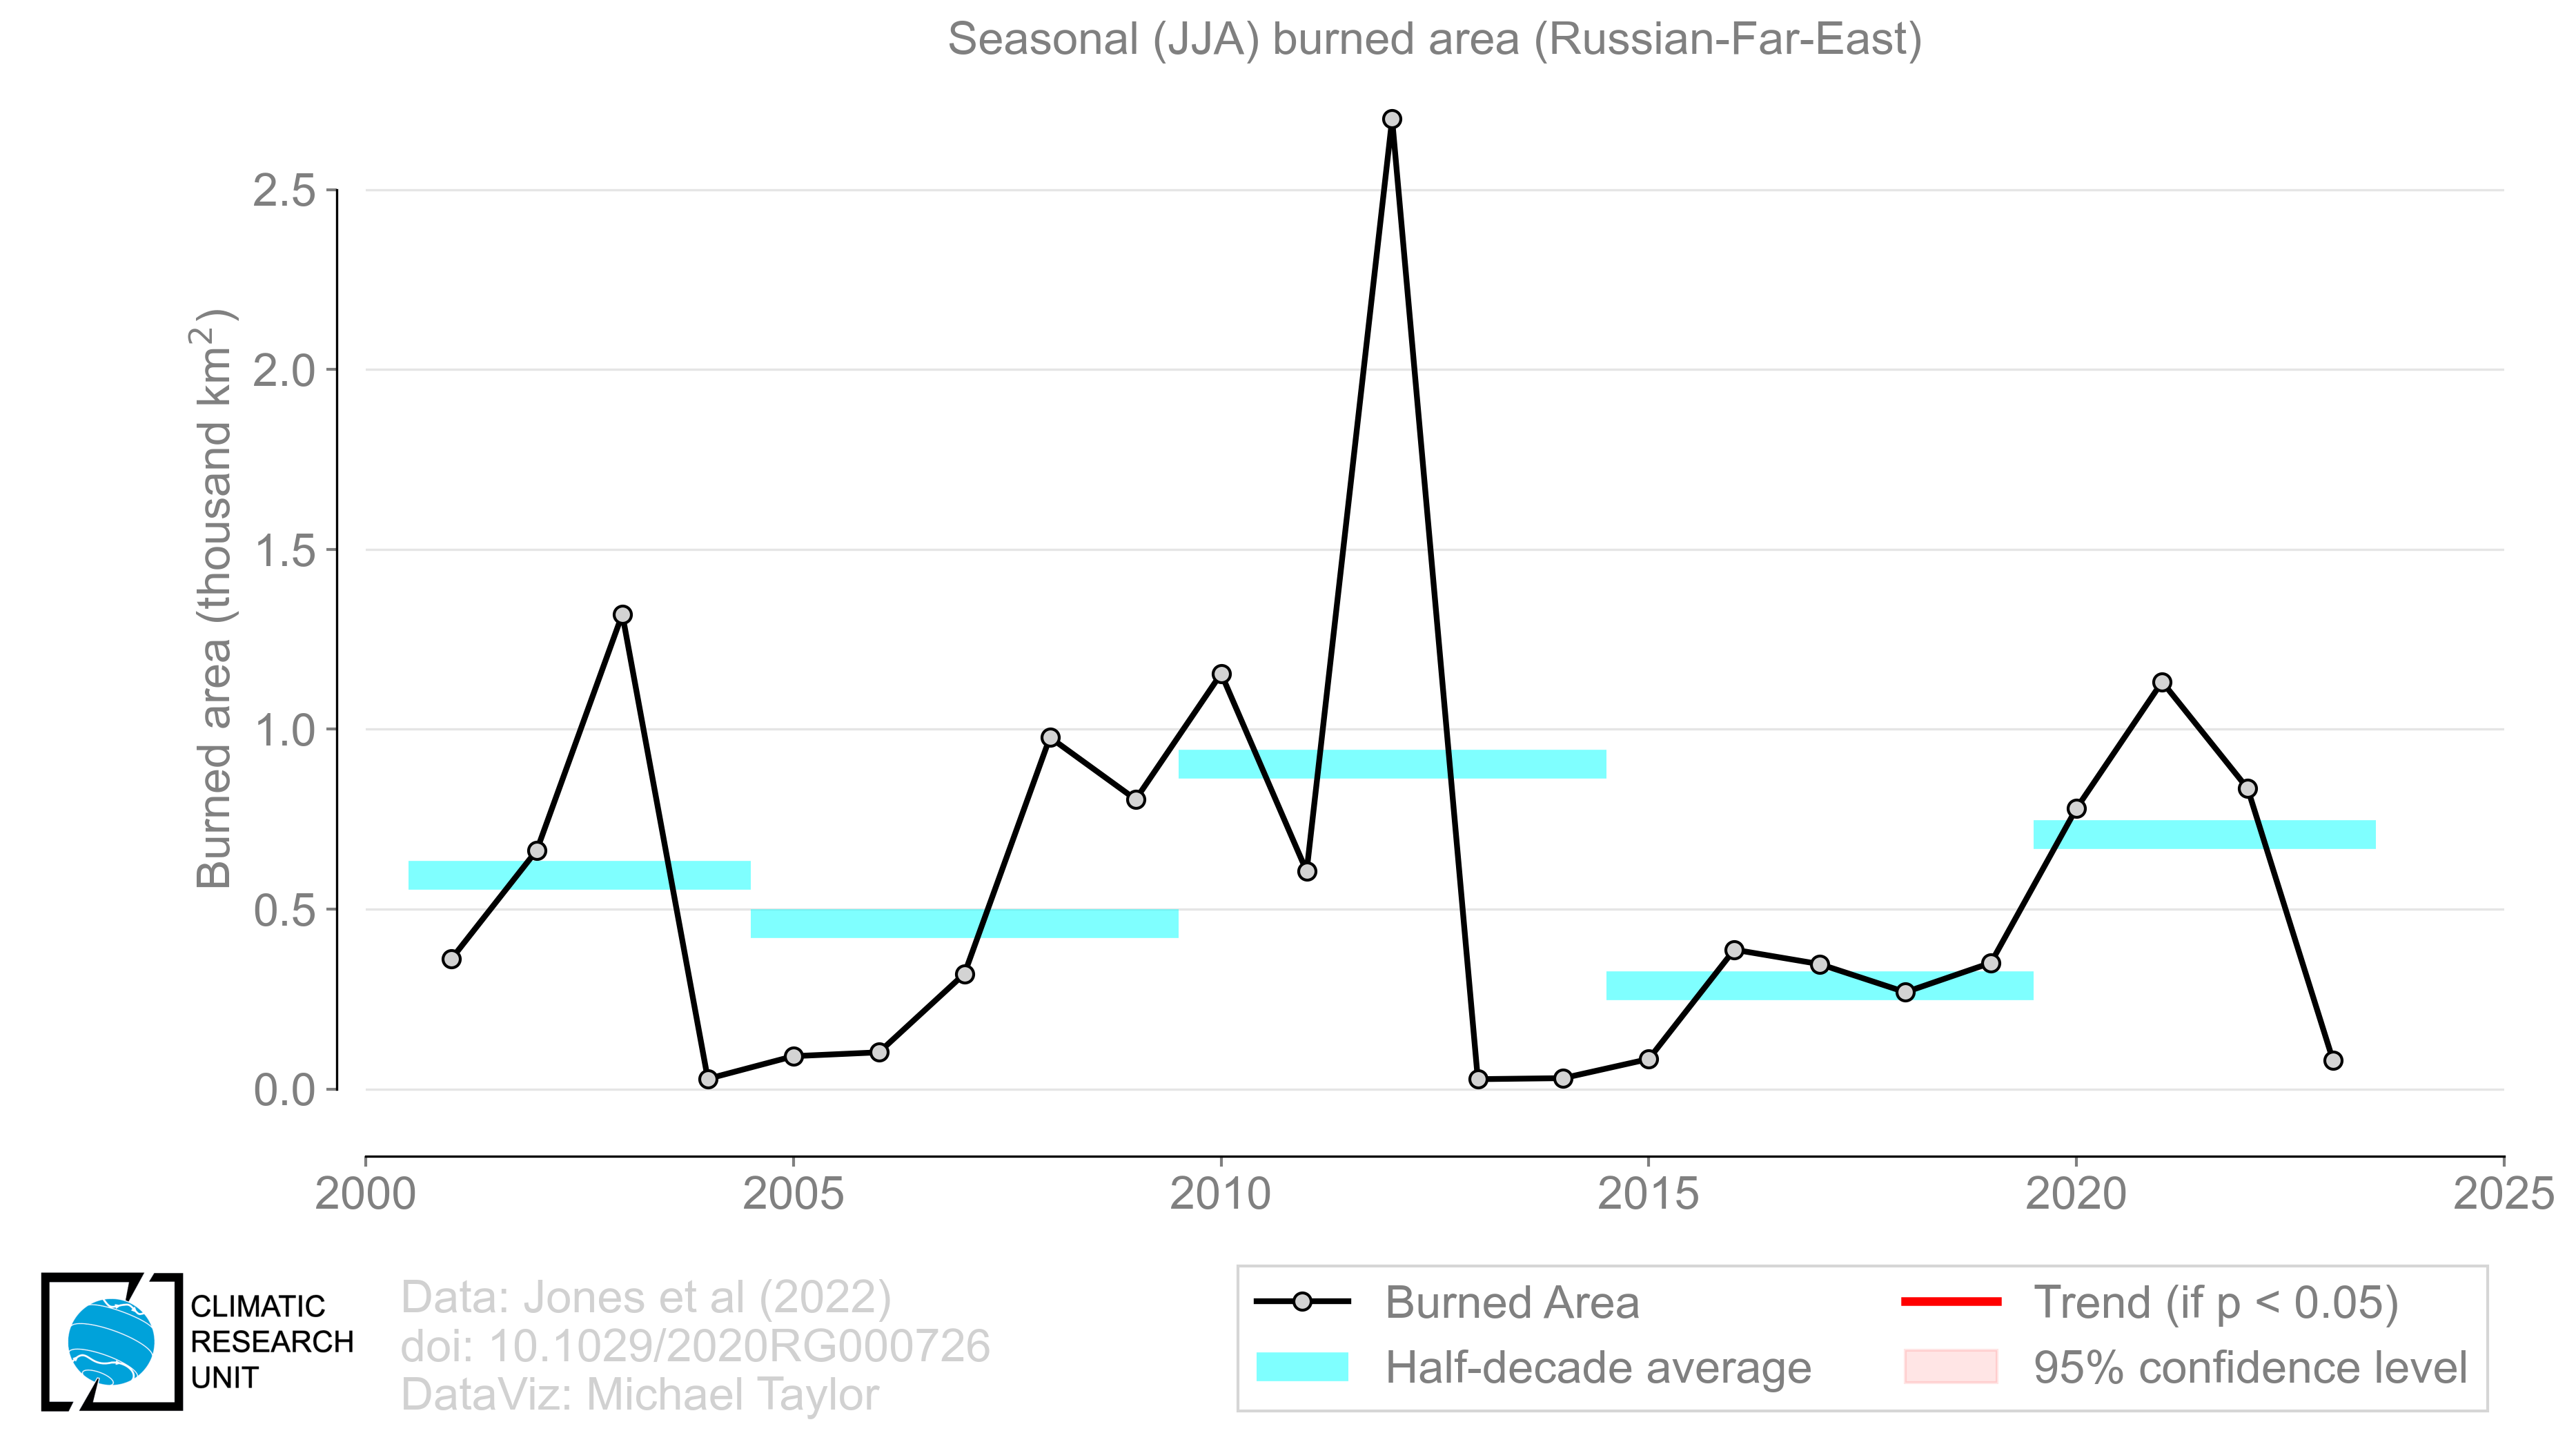 Seasonal (JJA) burned area (Russian-Far-East)
Burned area (thousand km²)
2.5
2.0
1.5
1.0
0.5
0.0
2000 2005 2010 2015 2020 2025
CLIMATIC
RESEARCH
UNIT
Data: Jones et al (2022)
doi: 10.1029/2020RG000726
DataViz: Michael Taylor
Burned Area
Half-decade average
Trend (if p < 0.05)
95% confidence level